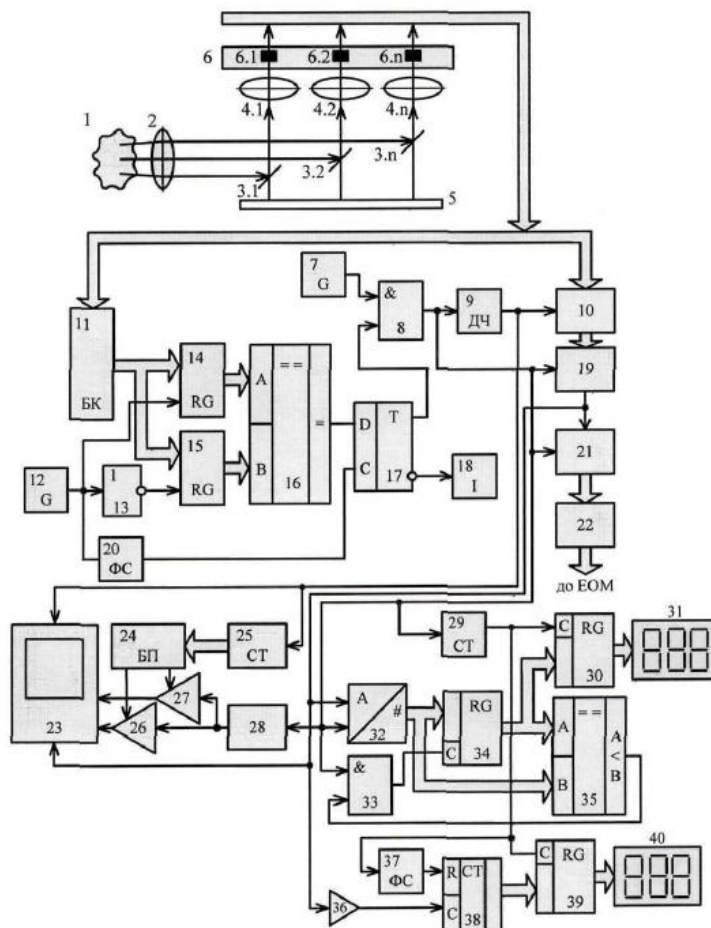 6
6.1 6.2 6.n
4.1 4.2 4.n
1 2
3.1 3.2 3.n
5
7
G
&
8
9
ДЧ
10
11
БК
14
RG
15
RG
A
B
==
=
16
D
C
T
17
18
I
19
12
G
1
13
20
ФС
21
22
до ЕОМ
23
24
БП
25
СТ
26
27
28
29
СТ
C
RG
30
31
A
#
32
&
33
RG
C
34
A
B
==
35
A
<
B
36
37
ФС
R
C
СТ
38
C
RG
39
40